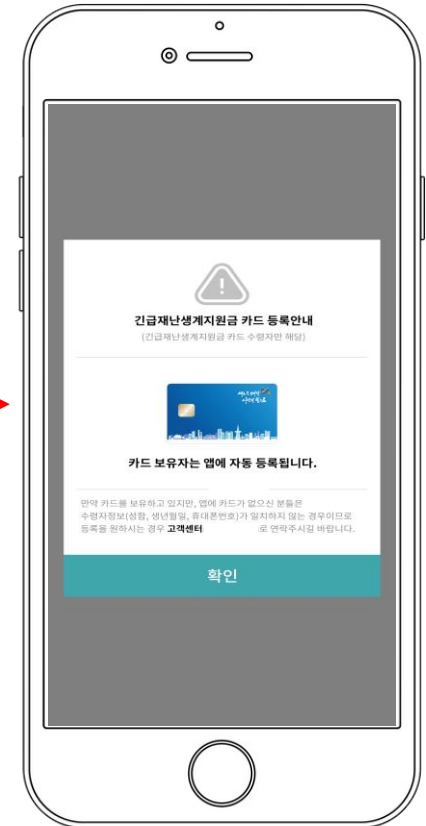 긴급재난생계지원금 카드 등록안내
(긴급재난생계지원금 카드 수령자만 해당)
카드 보유자는 앱에 자동 등록됩니다.
만약 카드를 보유하고 있지만, 앱에 카드가 없으신 분들은
수령자정보(성함, 생년월일, 휴대폰번호)가 일치하지 않는 경우이므로
등록을 원하시는 경우 고객센터 로 연락주시길 바랍니다.
확인